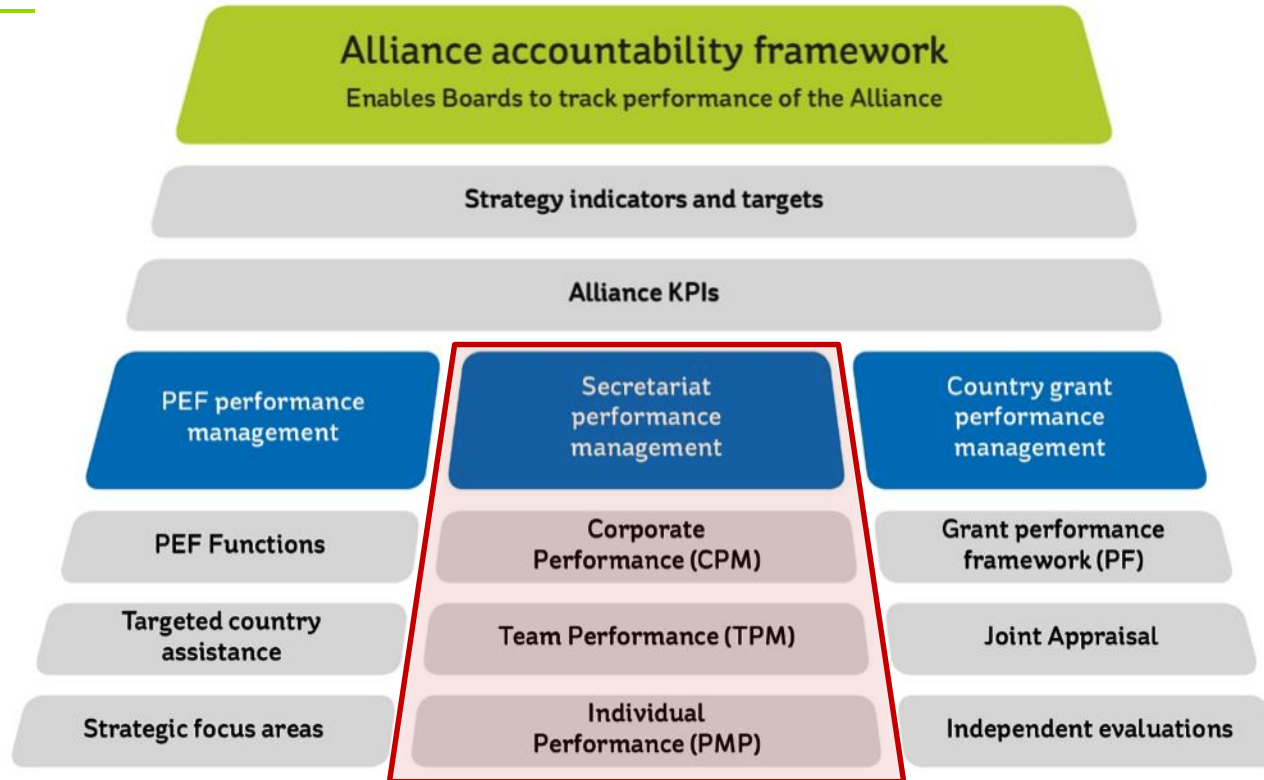 Alliance accountability framework
Enables Boards to track performance of the Alliance
Strategy indicators and targets
Alliance KPIs
PEF performance
management
Secretariat
performance
management
Country grant
performance
management
PEF Functions
Corporate
Performance (CPM)
Grant performance
framework (PF)
Targeted country
assistance
Team Performance (TPM)
Joint Appraisal
Strategic focus areas
Individual
Performance (PMP)
Independent evaluations